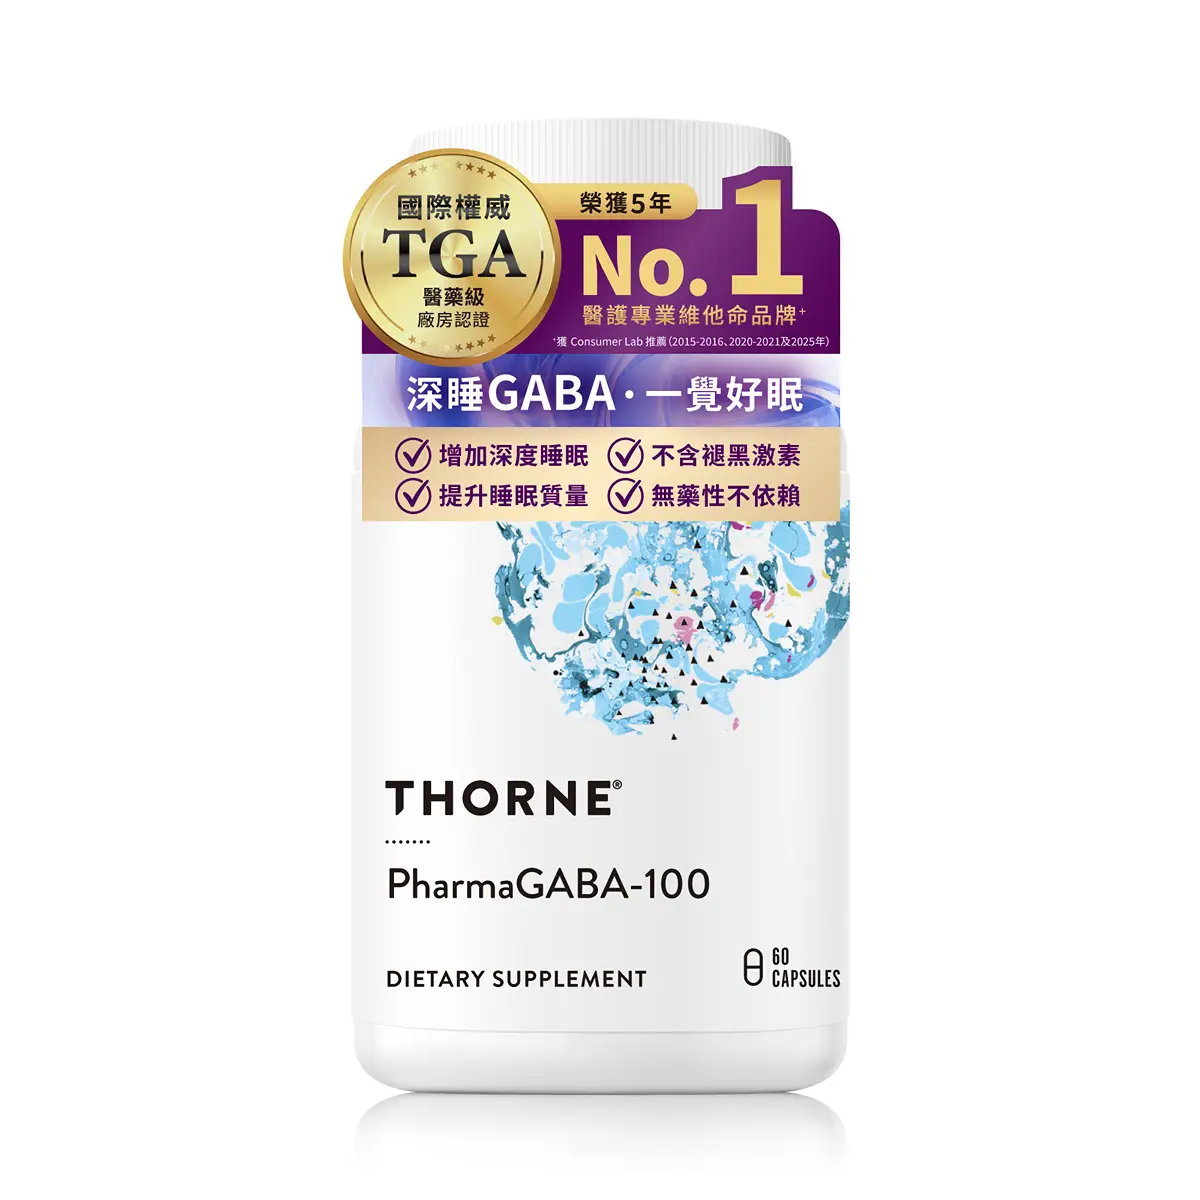 國際權威
TGA
醫藥級
廠房認證
榮獲5年
No.1
醫護專業維他命品牌+
+獲 Consumer Lab 推薦 (2015-2016、2020-2021及2025年)
深睡GABA·一覺好眠
增加深度睡眠
不含褪黑激素
提升睡眠質量
無藥性不依賴
THORNE®
PharmaGABA-100
DIETARY SUPPLEMENT
60
CAPSULES